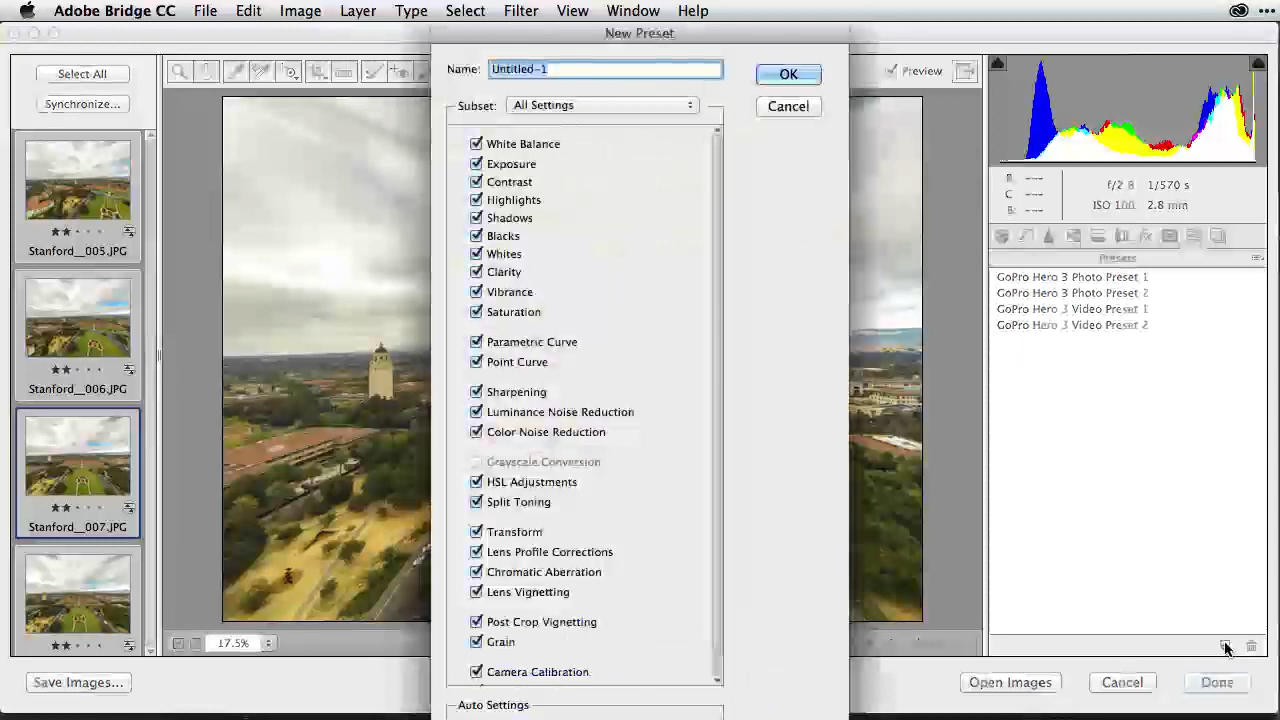 Adobe Bridge CC File Edit Image Layer Type Select Filter View Window Help
New Preset
Name: Untitled-1
OK
Subset: All Settings
Cancel
White Balance
Exposure
Contrast
Highlights
Shadows
Blacks
Whites
Clarity
Vibrance
Saturation
Parametric Curve
Point Curve
Sharpening
Luminance Noise Reduction
Color Noise Reduction
Grayscale Conversion
HSL Adjustments
Split Toning
Transform
Lens Profile Corrections
Chromatic Aberration
Lens Vignetting
Post Crop Vignetting
Grain
Camera Calibration
Auto Settings
Select All
Synchronize...
Stanford__005.JPG
Stanford__006.JPG
Stanford__007.JPG
17.5%
Save Images...
Preview
R: ---
C: ---
B: ---
f/2.8 1/570 s
ISO 100 2.8 mm
Presets
GoPro Hero 3 Photo Preset 1
GoPro Hero 3 Photo Preset 2
GoPro Hero 3 Video Preset 1
GoPro Hero 3 Video Preset 2
Open Images
Cancel
Done